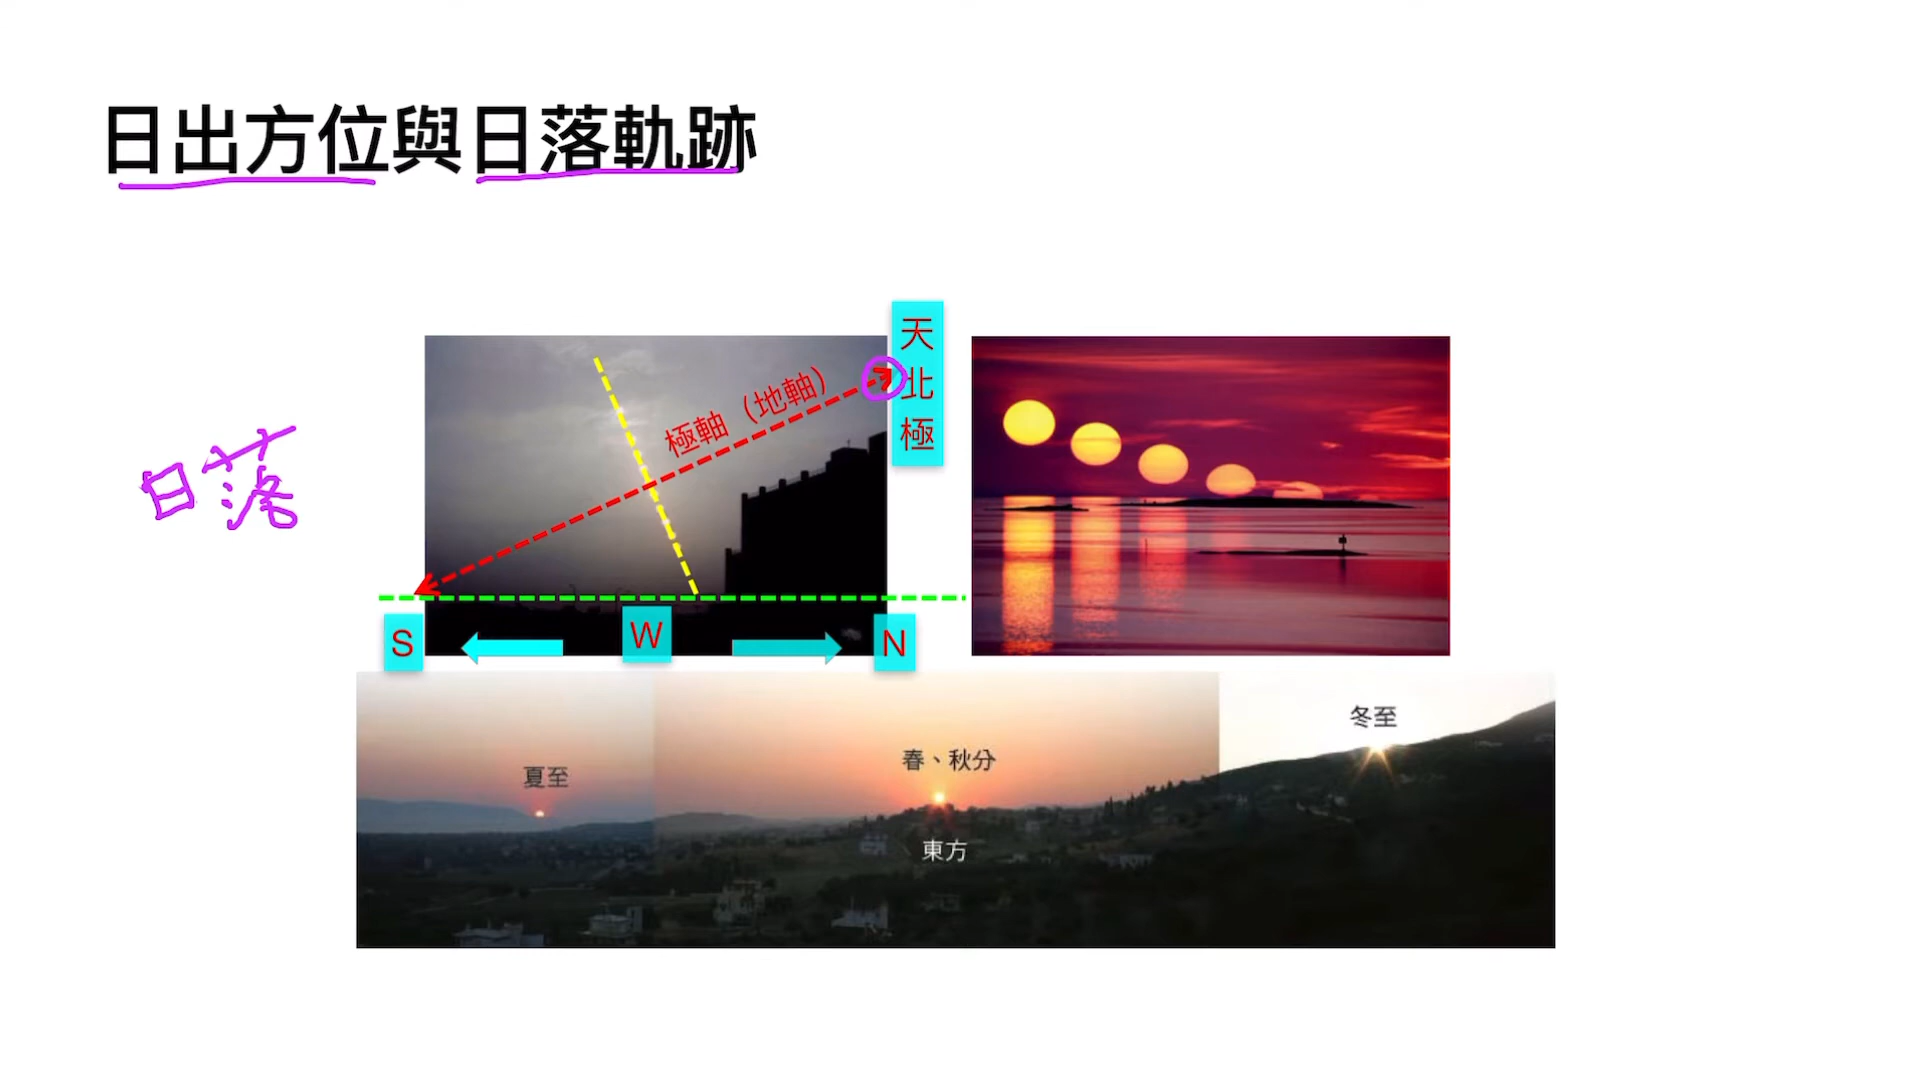 日出方位與日落軌跡
日落
極軸（地軸）
天北極
S
W
N
夏至
春、秋分
冬至
東方